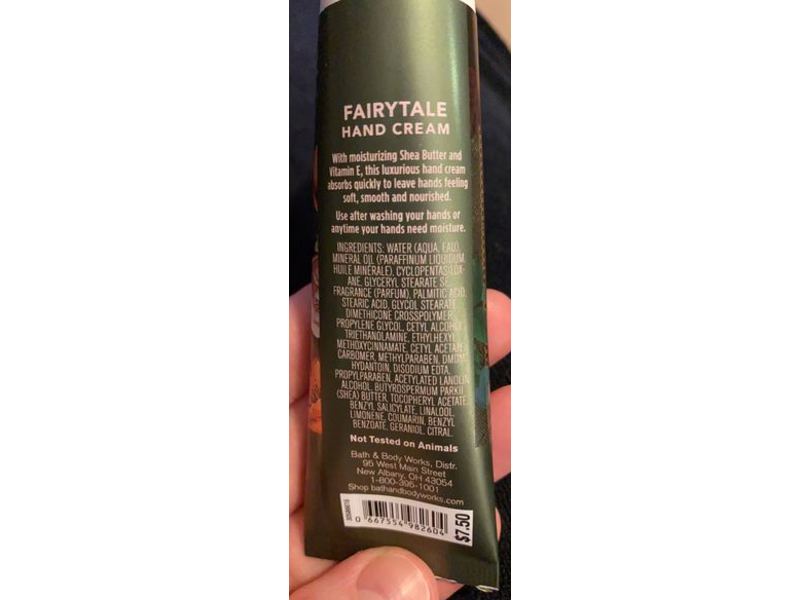 FAIRYTALE
HAND CREAM
With moisturizing Shea Butter and
Vitamin E, this luxurious hand cream
absorbs quickly to leave hands feeling
soft, smooth and nourished.
Use after washing your hands or
anytime your hands need moisture.
INGREDIENTS: WATER (AQUA, EAU),
MINERAL OIL (PARAFFINUM LIQUIDUM,
HUILE MINÉRALE), CYCLOPENTASILOX-
ANE, GLYCERYL STEARATE SE,
FRAGRANCE (PARFUM), PALMITIC ACID,
STEARIC ACID, GLYCOL STEARATE,
DIMETHICONE CROSSPOLYMER,
PROPYLENE GLYCOL, CETYL ALCOHOL,
TRIETHANOLAMINE, ETHYLHEXYL
METHOXYCINNAMATE, CETYL ACETATE,
CARBOMER, METHYLPARABEN, DMDM
HYDANTOIN, DISODIUM EDTA,
PROPYLPARABEN, ACETYLATED LANOLIN
ALCOHOL, BUTYROSPERMUM PARKII
(SHEA) BUTTER, TOCOPHERYL ACETATE,
BENZYL SALICYLATE, LINALOOL,
LIMONENE, COUMARIN, BENZYL
BENZOATE, GERANIOL, CITRAL.
Not Tested on Animals
Bath & Body Works, Distr.
95 West Main Street
New Albany, OH 43054
1-800-395-1001
Shop bathandbodyworks.com
0 667554 982604
$7.50